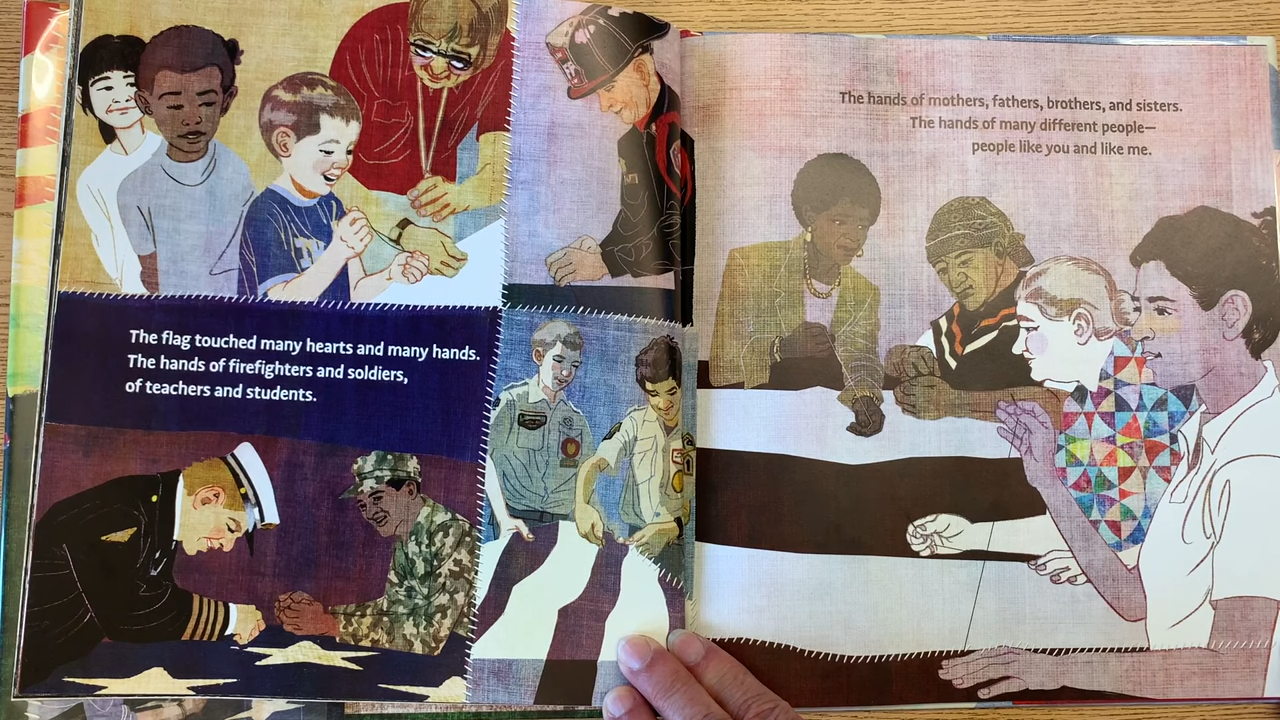 The flag touched many hearts and many hands.
The hands of firefighters and soldiers,
of teachers and students.
The hands of mothers, fathers, brothers, and sisters.
The hands of many different people—
people like you and like me.